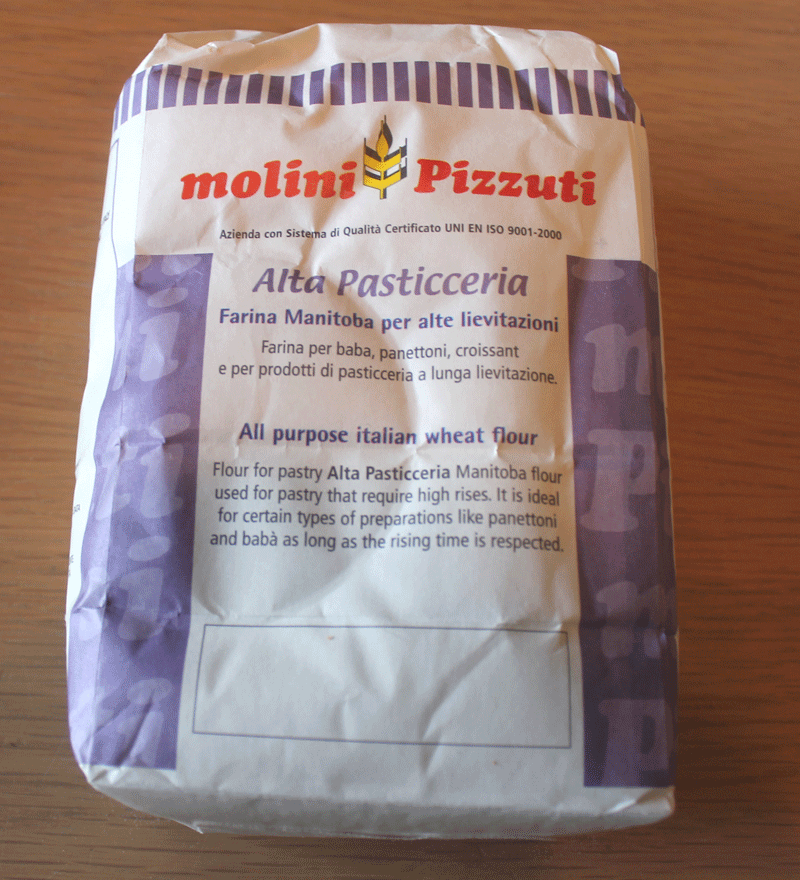 molini Pizzuti
Azienda con Sistema di Qualità Certificato UNI EN ISO 9001-2000
Alta Pasticceria
Farina Manitoba per alte lievitazioni
Farina per baba, panettoni, croissant
e per prodotti di pasticceria a lunga lievitazione.
All purpose italian wheat flour
Flour for pastry Alta Pasticceria Manitoba flour
used for pastry that require high rises. It is ideal
for certain types of preparations like panettoni
and babà as long as the rising time is respected.